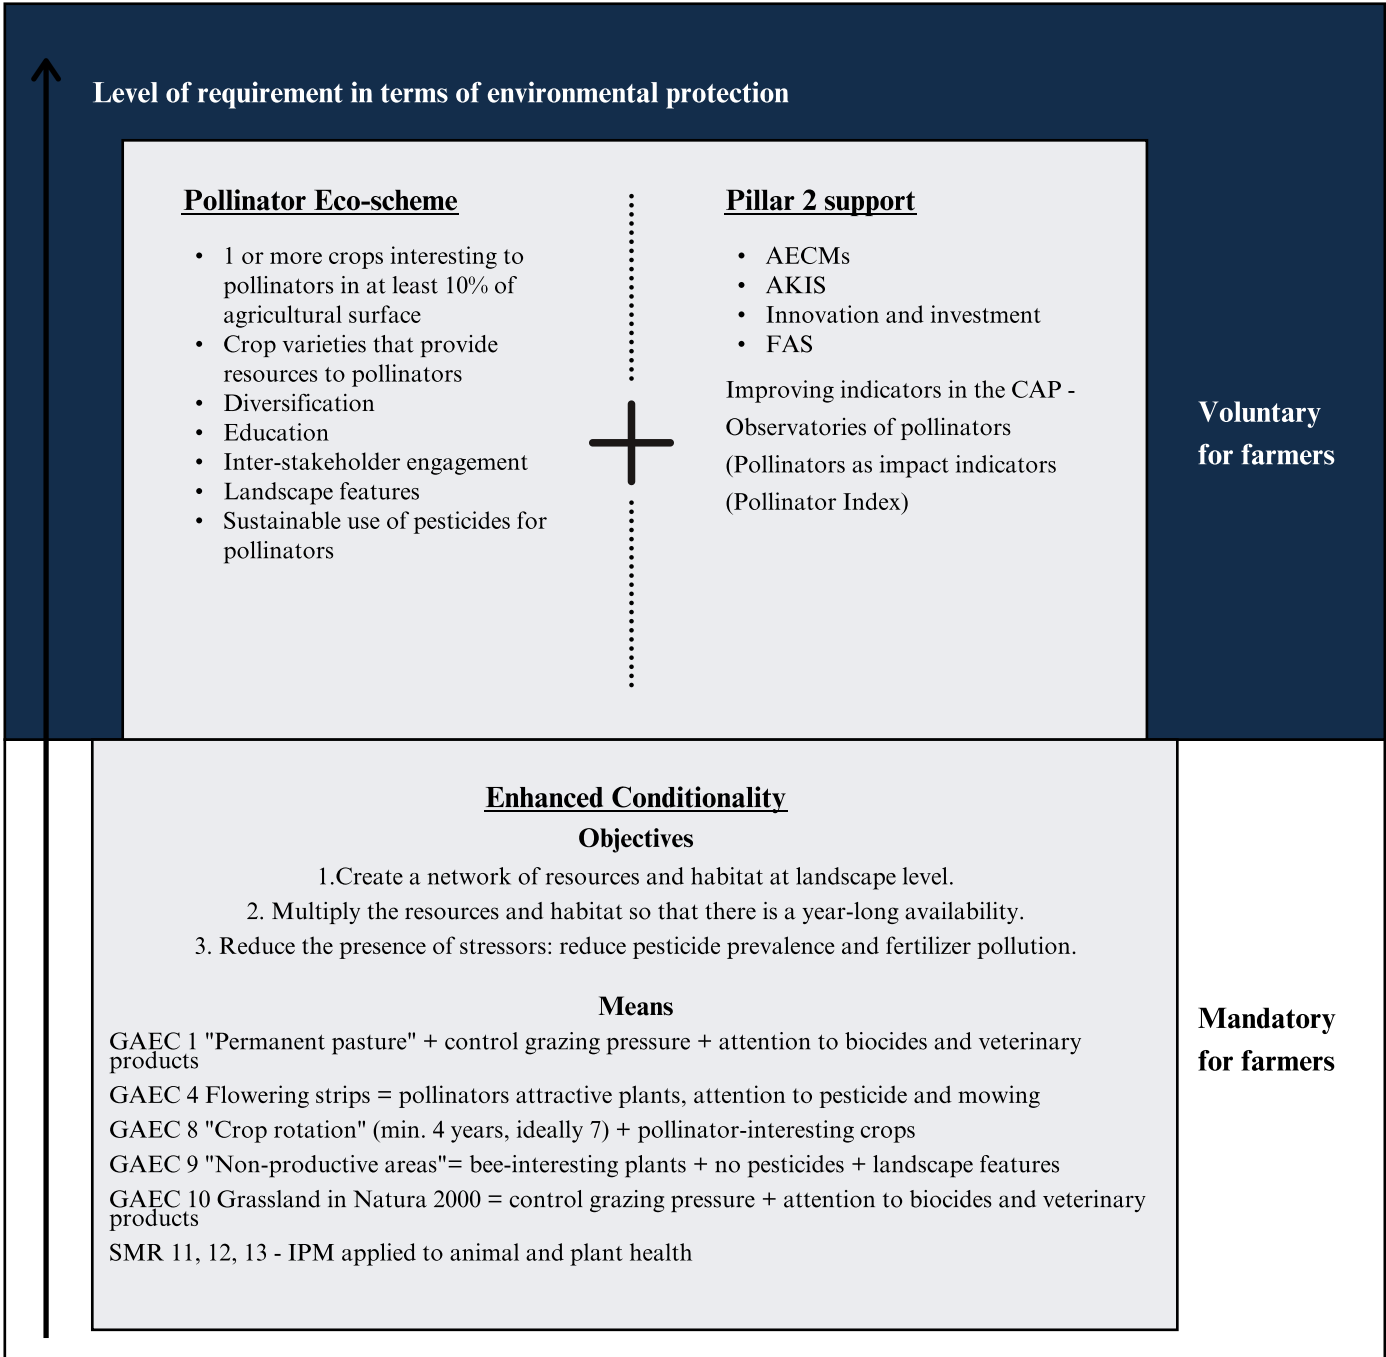 Level of requirement in terms of environmental protection
Pollinator Eco-scheme
• 1 or more crops interesting to
pollinators in at least 10% of
agricultural surface
• Crop varieties that provide
resources to pollinators
• Diversification
• Education
• Inter-stakeholder engagement
• Landscape features
• Sustainable use of pesticides for
pollinators
Pillar 2 support
• AECMs
• AKIS
• Innovation and investment
• FAS
Improving indicators in the CAP -
Observatories of pollinators
(Pollinators as impact indicators
(Pollinator Index)
Voluntary
for farmers
Enhanced Conditionality
Objectives
1.Create a network of resources and habitat at landscape level.
2. Multiply the resources and habitat so that there is a year-long availability.
3. Reduce the presence of stressors: reduce pesticide prevalence and fertilizer pollution.
Means
GAEC 1 "Permanent pasture" + control grazing pressure + attention to biocides and veterinary
products
GAEC 4 Flowering strips = pollinators attractive plants, attention to pesticide and mowing
GAEC 8 "Crop rotation" (min. 4 years, ideally 7) + pollinator-interesting crops
GAEC 9 "Non-productive areas"= bee-interesting plants + no pesticides + landscape features
GAEC 10 Grassland in Natura 2000 = control grazing pressure + attention to biocides and veterinary
products
SMR 11, 12, 13 - IPM applied to animal and plant health
Mandatory
for farmers